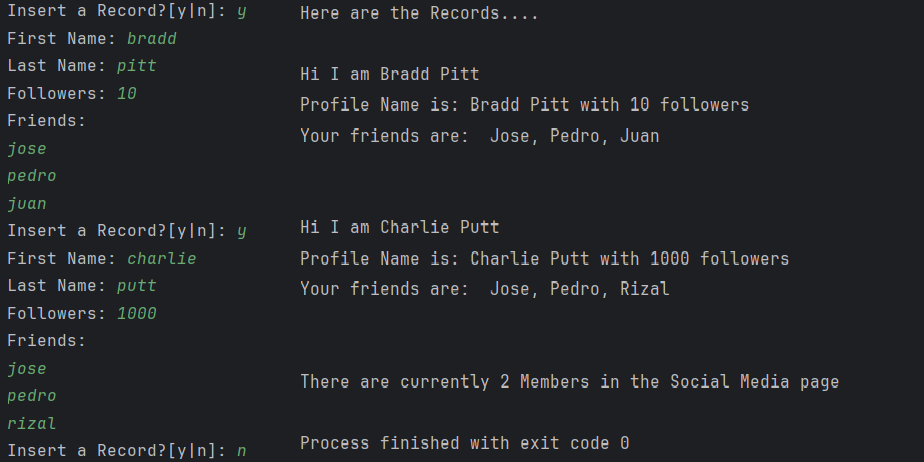 Insert a Record?[y|n]: y
First Name: bradd
Last Name: pitt
Followers: 10
Friends:
jose
pedro
juan
Insert a Record?[y|n]: y
First Name: charlie
Last Name: putt
Followers: 1000
Friends:
jose
pedro
rizal
Insert a Record?[y|n]: n
Here are the Records....
Hi I am Bradd Pitt
Profile Name is: Bradd Pitt with 10 followers
Your friends are:  Jose, Pedro, Juan
Hi I am Charlie Putt
Profile Name is: Charlie Putt with 1000 followers
Your friends are:  Jose, Pedro, Rizal
There are currently 2 Members in the Social Media page
Process finished with exit code 0